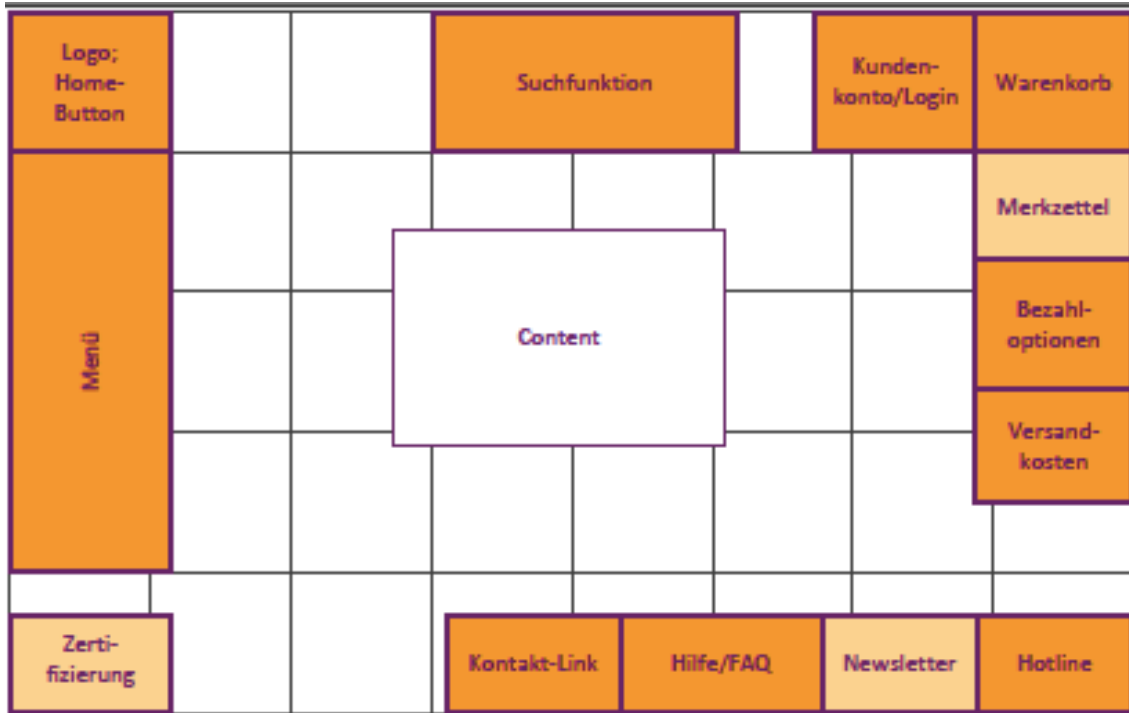 Logo;
Home-
Button
Suchfunktion
Kunden-
konto/Login
Warenkorb
Merkzettel
Menü
Content
Bezahl-
optionen
Versand-
kosten
Zerti-
fizierung
Kontakt-Link
Hilfe/FAQ
Newsletter
Hotline